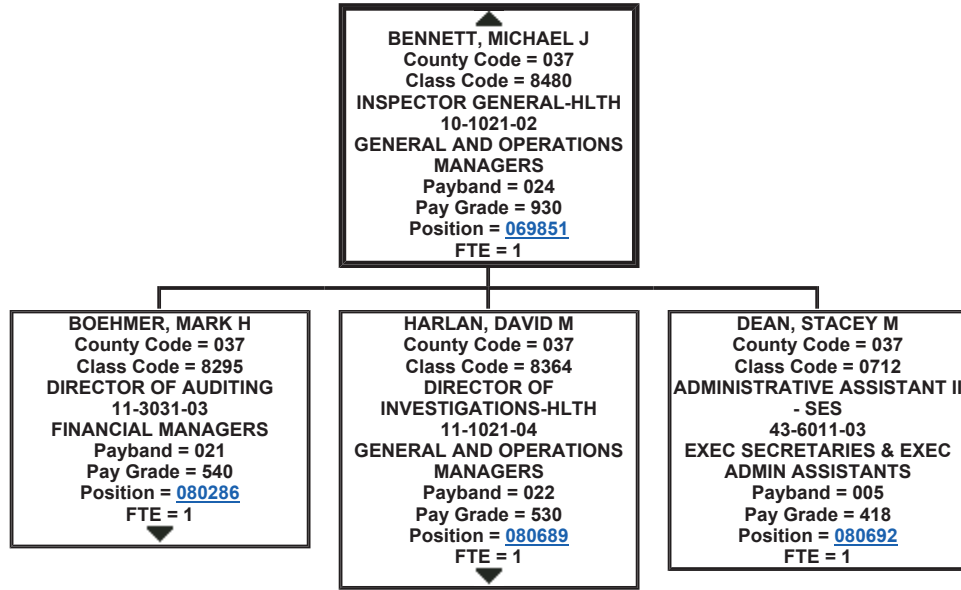 BENNETT, MICHAEL J
County Code = 037
Class Code = 8480
INSPECTOR GENERAL-HLTH
10-1021-02
GENERAL AND OPERATIONS
MANAGERS
Payband = 024
Pay Grade = 930
Position = 069851
FTE = 1
BOEHMER, MARK H
County Code = 037
Class Code = 8295
DIRECTOR OF AUDITING
11-3031-03
FINANCIAL MANAGERS
Payband = 021
Pay Grade = 540
Position = 080286
FTE = 1
HARLAN, DAVID M
County Code = 037
Class Code = 8364
DIRECTOR OF
INVESTIGATIONS-HLTH
11-1021-04
GENERAL AND OPERATIONS
MANAGERS
Payband = 022
Pay Grade = 530
Position = 080689
FTE = 1
DEAN, STACEY M
County Code = 037
Class Code = 0712
ADMINISTRATIVE ASSISTANT II
- SES
43-6011-03
EXEC SECRETARIES & EXEC
ADMIN ASSISTANTS
Payband = 005
Pay Grade = 418
Position = 080692
FTE = 1